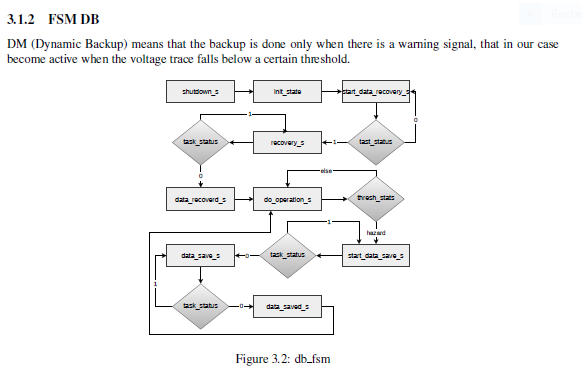 3.1.2 FSM DB
DM (Dynamic Backup) means that the backup is done only when there is a warning signal, that in our case
become active when the voltage trace falls below a certain threshold.
shutdown_s
Init_state
start_data_recovery_s
1
0
task_status
recovery_s
1
tast_status
0
else
data_recoverd_s
do_operation_s
thresh_stats
1
hazard
data_save_s
0
task_status
start_data_save_s
1
task_status
0
data_saved_s
Figure 3.2: db_fsm